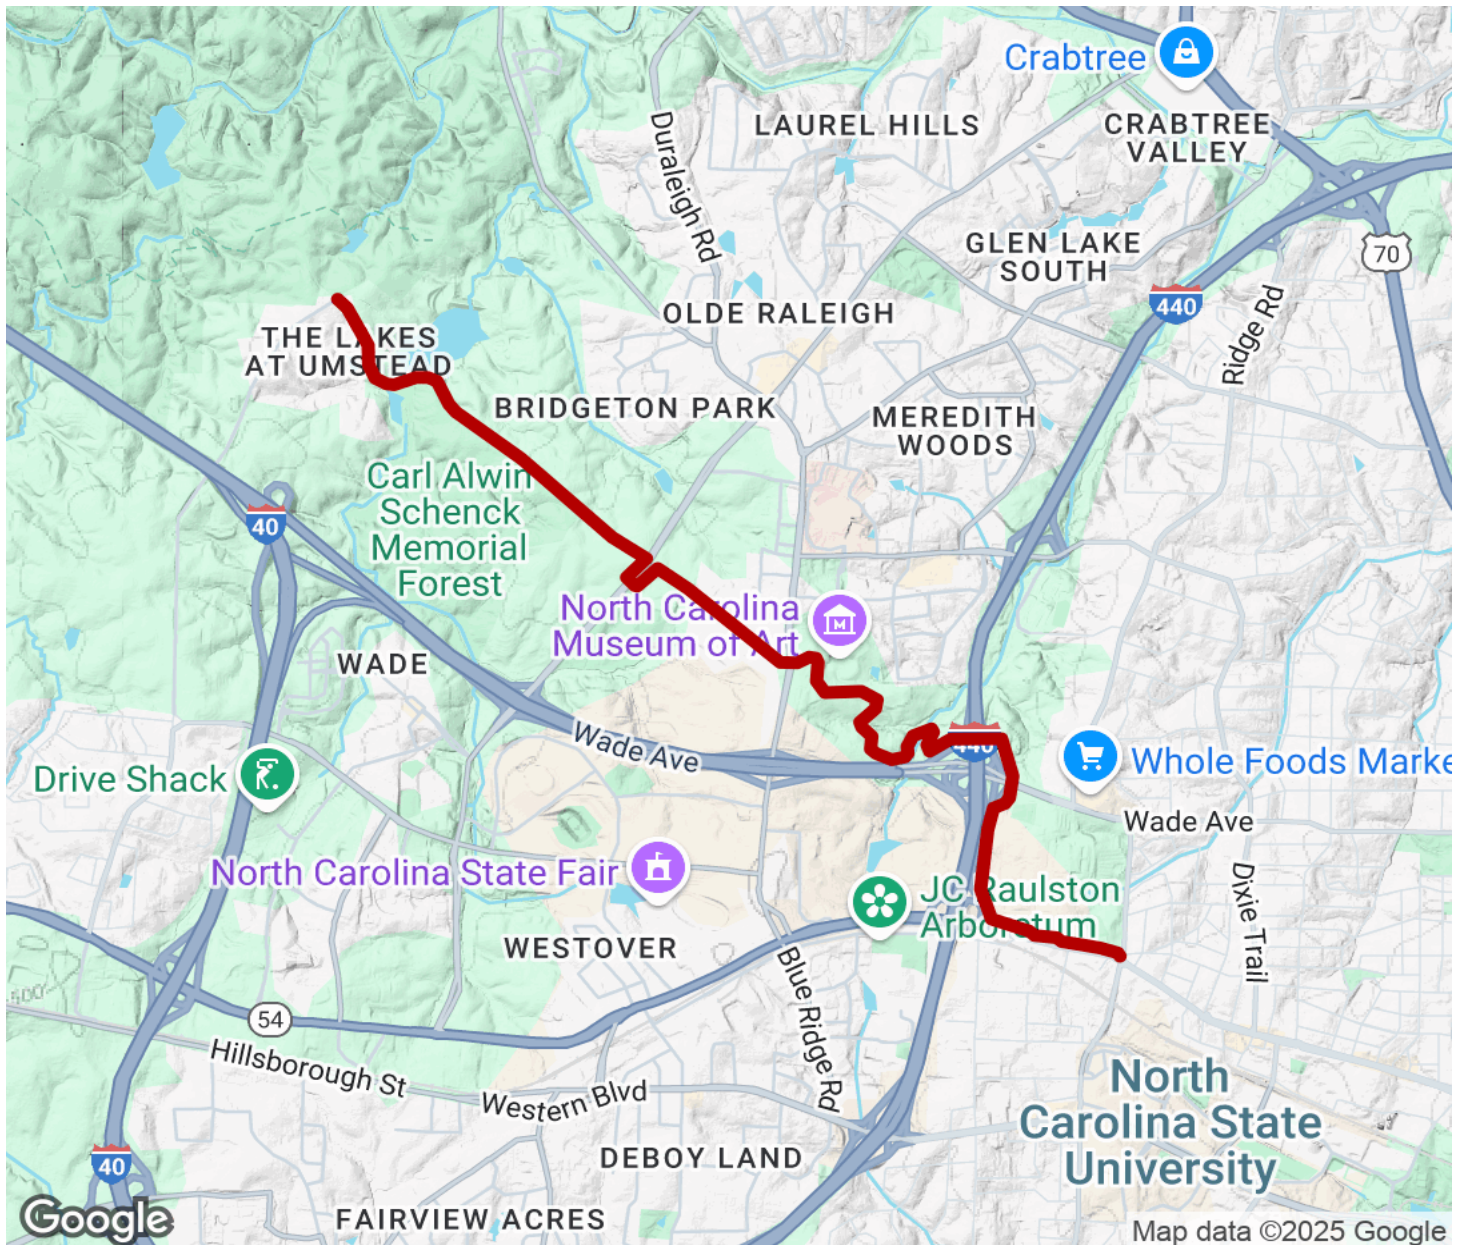 Crabtree
LAUREL HILLS
CRABTREE
VALLEY
Duraleigh Rd
GLEN LAKE
SOUTH
70
440
Ridge Rd
OLDE RALEIGH
THE LAKES
AT UMSTEAD
BRIDGETON PARK
MEREDITH
WOODS
Carl Alwin
Schenck
Memorial
Forest
40
North Carolina
Museum of Art
M
WADE
Wade Ave
440
Whole Foods Marke
Drive Shack
Wade Ave
North Carolina State Fair
JC Raulston
Arboretum
Dixie Trail
WESTOVER
Blue Ridge Rd
500
54
Hillsborough St
Western Blvd
North
Carolina State
University
DEBOY LAND
40
FAIRVIEW ACRES
Google
Map data ©2025 Google